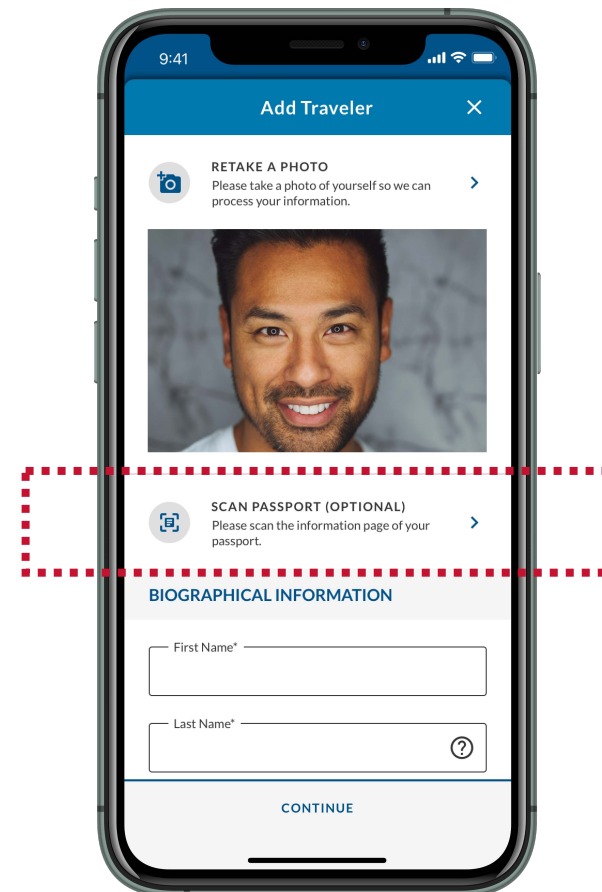 9:41
Add Traveler
RETAKE A PHOTO
Please take a photo of yourself so we can
process your information.
SCAN PASSPORT (OPTIONAL)
Please scan the information page of your
passport.
BIOGRAPHICAL INFORMATION
First Name*
Last Name*
CONTINUE